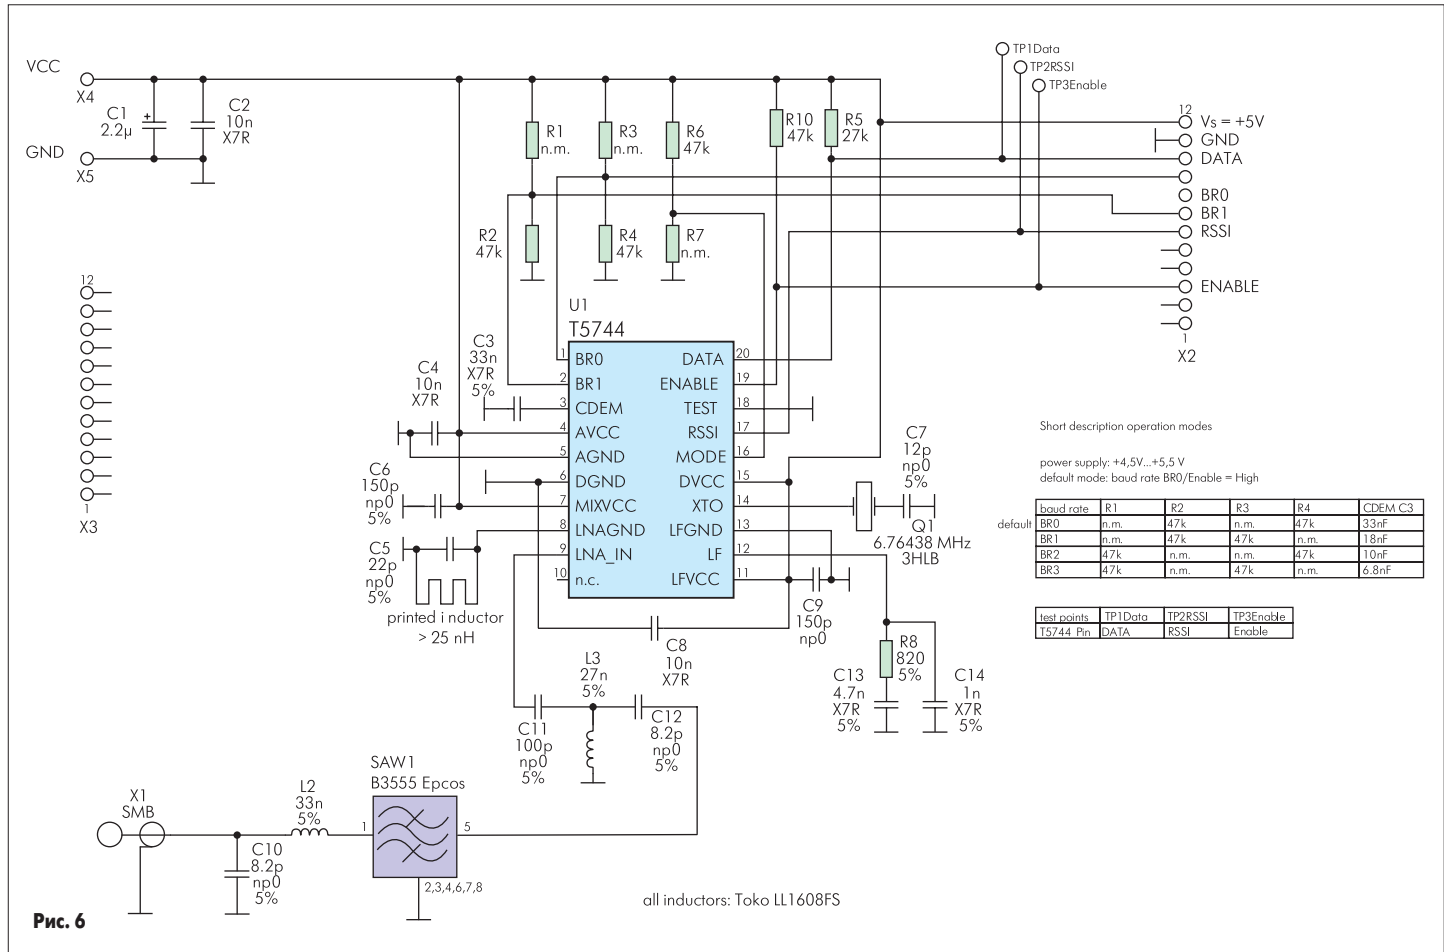 VCC
X4
C1
2.2µ
+
C2
10n
X7R
GND
X5
R1
n.m.
R3
n.m.
R6
47k
R10
47k
R5
27k
TP1Data
TP2RSSI
TP3Enable
12
Vs = +5V
GND
DATA
BR0
BR1
RSSI
ENABLE
1
X2
R2
47k
R4
47k
R7
n.m.
12
1
X3
U1
T5744
C3
33n
X7R
5%
C4
10n
X7R
C6
150p
np0
5%
C5
22p
np0
5%
printed i nductor
> 25 nH
1 BR0
2 BR1
3 CDEM
4 AVCC
5 AGND
6 DGND
7 MIXVCC
8 LNAGND
9 LNA_IN
10 n.c.
DATA 20
ENABLE 19
TEST 18
RSSI 17
MODE 16
DVCC 15
XTO 14
LFGND 13
LF 12
LFVCC 11
C7
12p
np0
5%
Q1
6.76438 MHz
3HLB
C9
150p
np0
C8
10n
X7R
R8
820
5%
C13
4.7n
X7R
5%
C14
1n
X7R
5%
L3
27n
5%
C11
100p
np0
5%
C12
8.2p
np0
5%
SAW1
B3555 Epcos
1
5
2,3,4,6,7,8
X1
SMB
L2
33n
5%
C10
8.2p
np0
5%
all inductors: Toko LL1608FS
Short description operation modes
power supply: +4,5V...+5,5 V
default mode: baud rate BR0/Enable = High
baud rate R1 R2 R3 R4 CDEM C3
default BR0 n.m. 47k n.m. 47k 33nF
BR1 n.m. 47k 47k n.m. 18nF
BR2 47k n.m. n.m. 47k 10nF
BR3 47k n.m. 47k n.m. 6.8nF
test points TP1Data TP2RSSI TP3Enable
T5744 Pin DATA RSSI Enable
Рис. 6